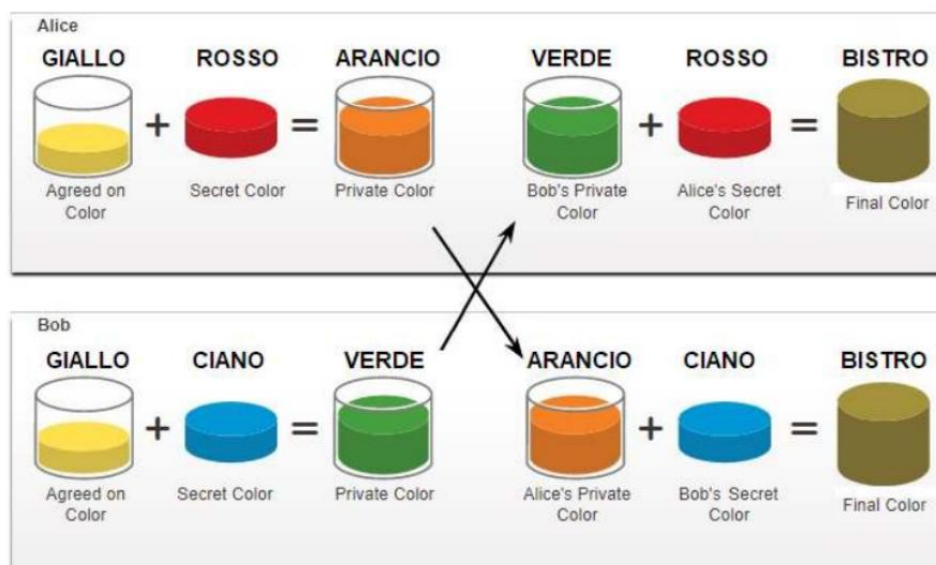 Alice
GIALLO ROSSO ARANCIO VERDE ROSSO BISTRO
+ = + =
Agreed on Color Secret Color Private Color Bob's Private Color Alice's Secret Color Final Color
Bob
GIALLO CIANO VERDE ARANCIO CIANO BISTRO
+ = + =
Agreed on Color Secret Color Private Color Alice's Private Color Bob's Secret Color Final Color